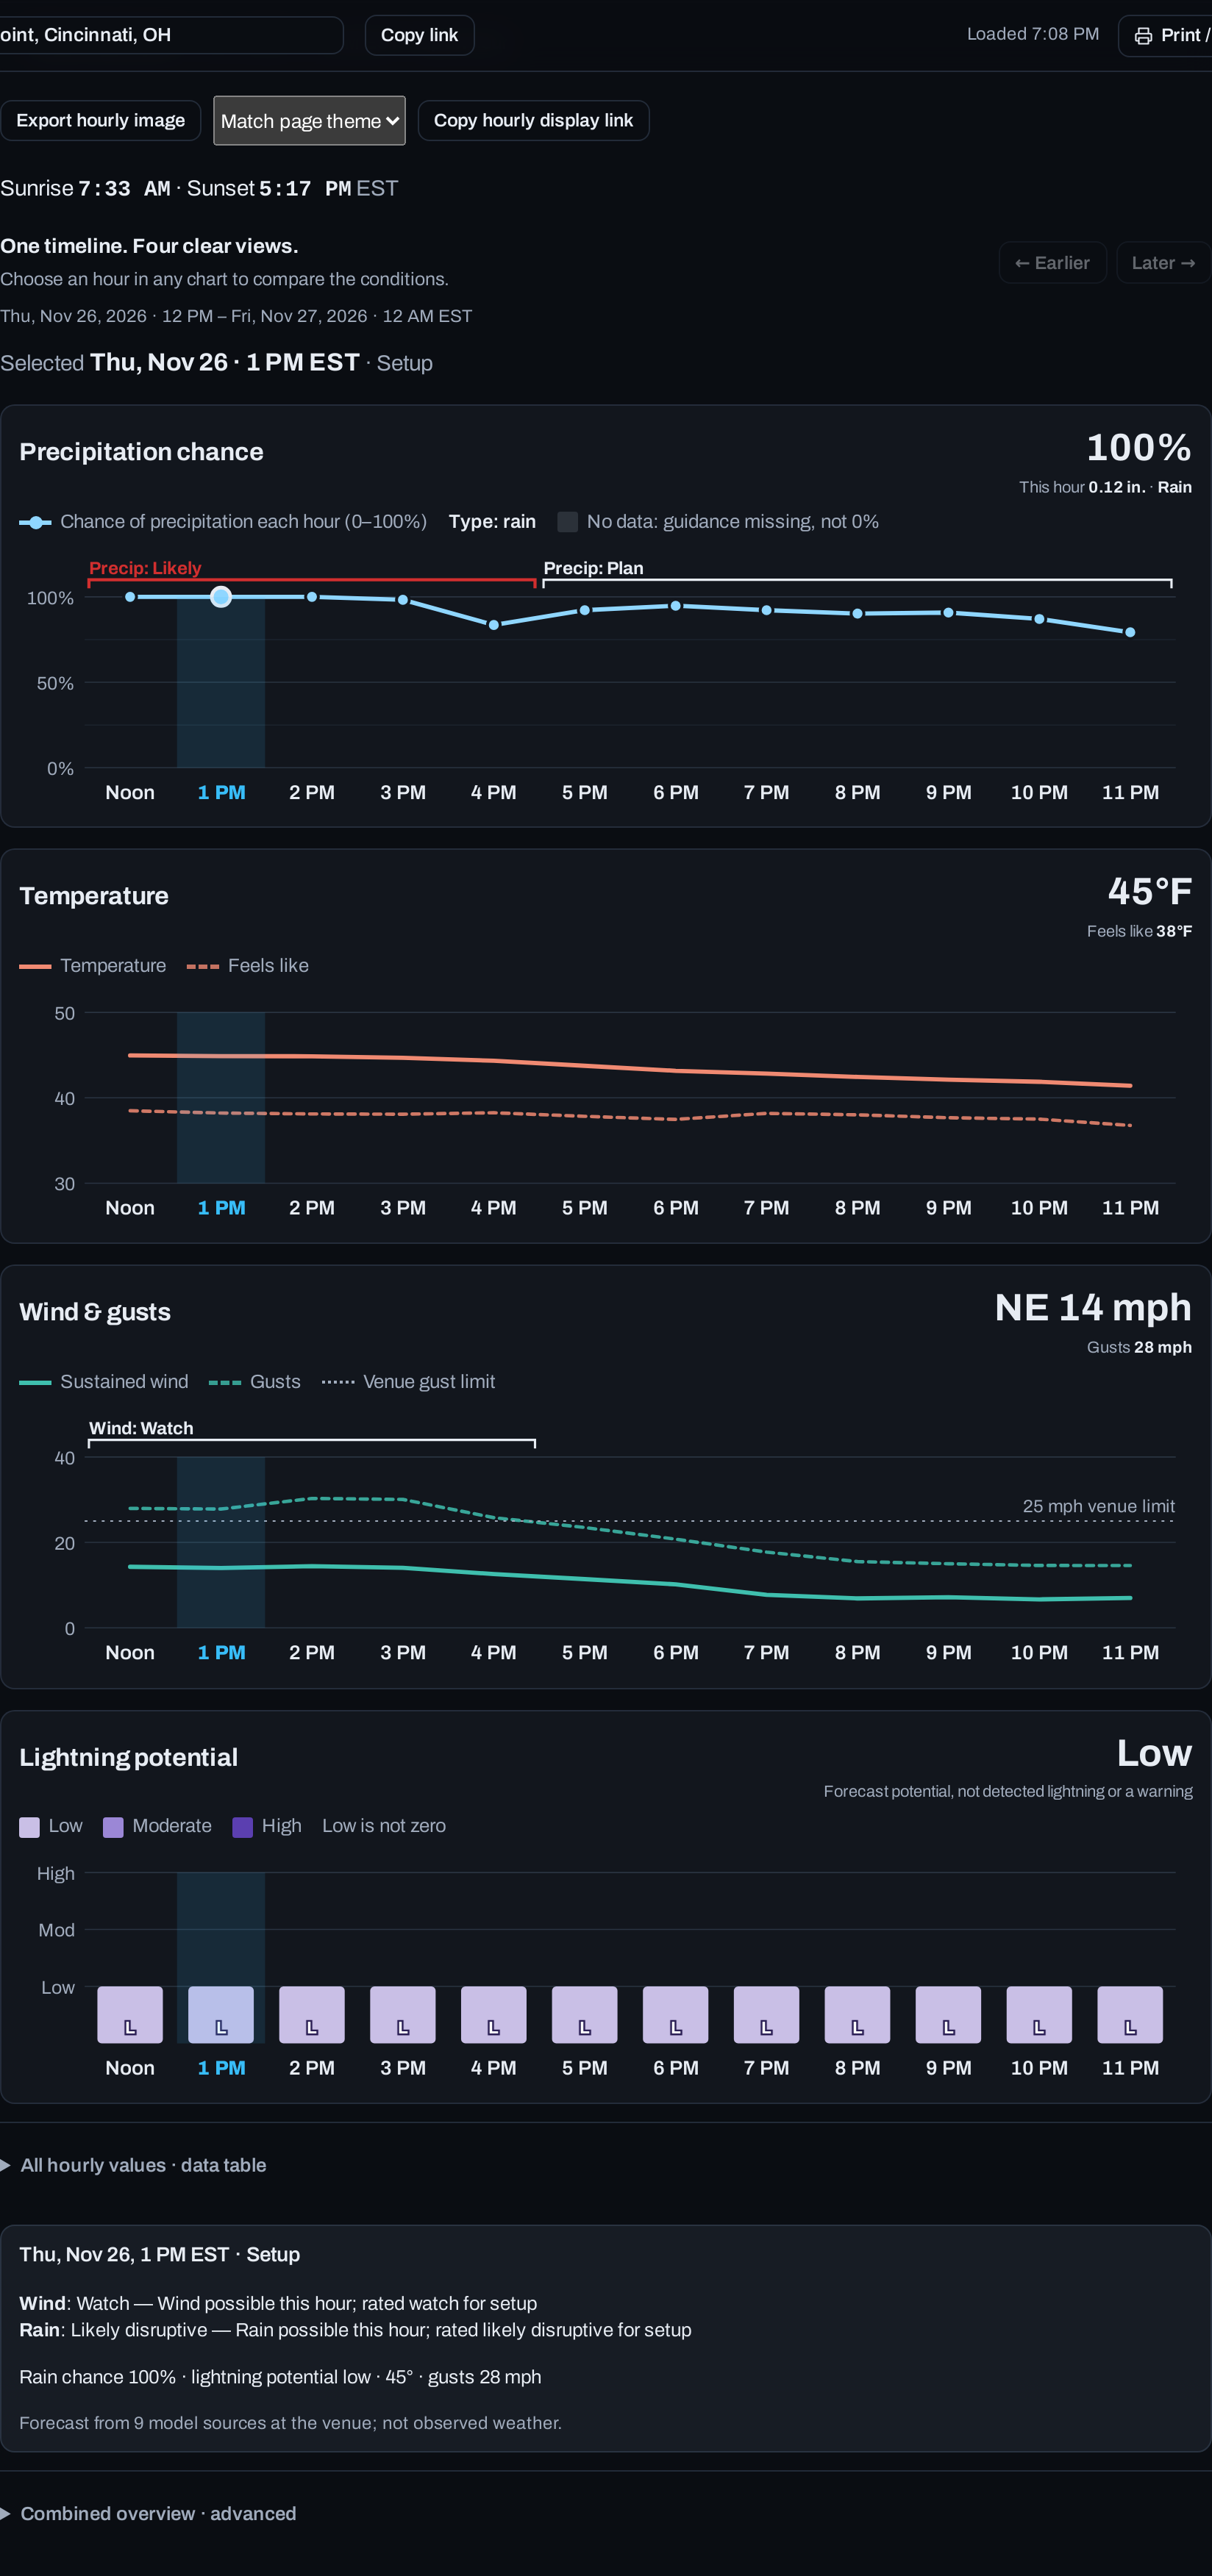 oint, Cincinnati, OH Copy link Loaded 7:08 PM Print /
Export hourly image Match page theme Copy hourly display link
Sunrise 7:33 AM · Sunset 5:17 PM EST
One timeline. Four clear views.
Choose an hour in any chart to compare the conditions.
← Earlier Later →
Thu, Nov 26, 2026 · 12 PM – Fri, Nov 27, 2026 · 12 AM EST
Selected Thu, Nov 26 · 1 PM EST · Setup
Precipitation chance 100%
This hour 0.12 in. · Rain
Chance of precipitation each hour (0–100%) Type: rain No data: guidance missing, not 0%
Precip: Likely Precip: Plan
100%
50%
0%
Noon 1 PM 2 PM 3 PM 4 PM 5 PM 6 PM 7 PM 8 PM 9 PM 10 PM 11 PM
Temperature 45°F
Feels like 38°F
Temperature Feels like
50
40
30
Noon 1 PM 2 PM 3 PM 4 PM 5 PM 6 PM 7 PM 8 PM 9 PM 10 PM 11 PM
Wind & gusts NE 14 mph
Gusts 28 mph
Sustained wind Gusts Venue gust limit
Wind: Watch
40
25 mph venue limit
20
0
Noon 1 PM 2 PM 3 PM 4 PM 5 PM 6 PM 7 PM 8 PM 9 PM 10 PM 11 PM
Lightning potential Low
Forecast potential, not detected lightning or a warning
Low Moderate High Low is not zero
High
Mod
Low
L L L L L L L L L L L L
Noon 1 PM 2 PM 3 PM 4 PM 5 PM 6 PM 7 PM 8 PM 9 PM 10 PM 11 PM
All hourly values · data table
Thu, Nov 26, 1 PM EST · Setup
Wind: Watch — Wind possible this hour; rated watch for setup
Rain: Likely disruptive — Rain possible this hour; rated likely disruptive for setup
Rain chance 100% · lightning potential low · 45° · gusts 28 mph
Forecast from 9 model sources at the venue; not observed weather.
Combined overview · advanced